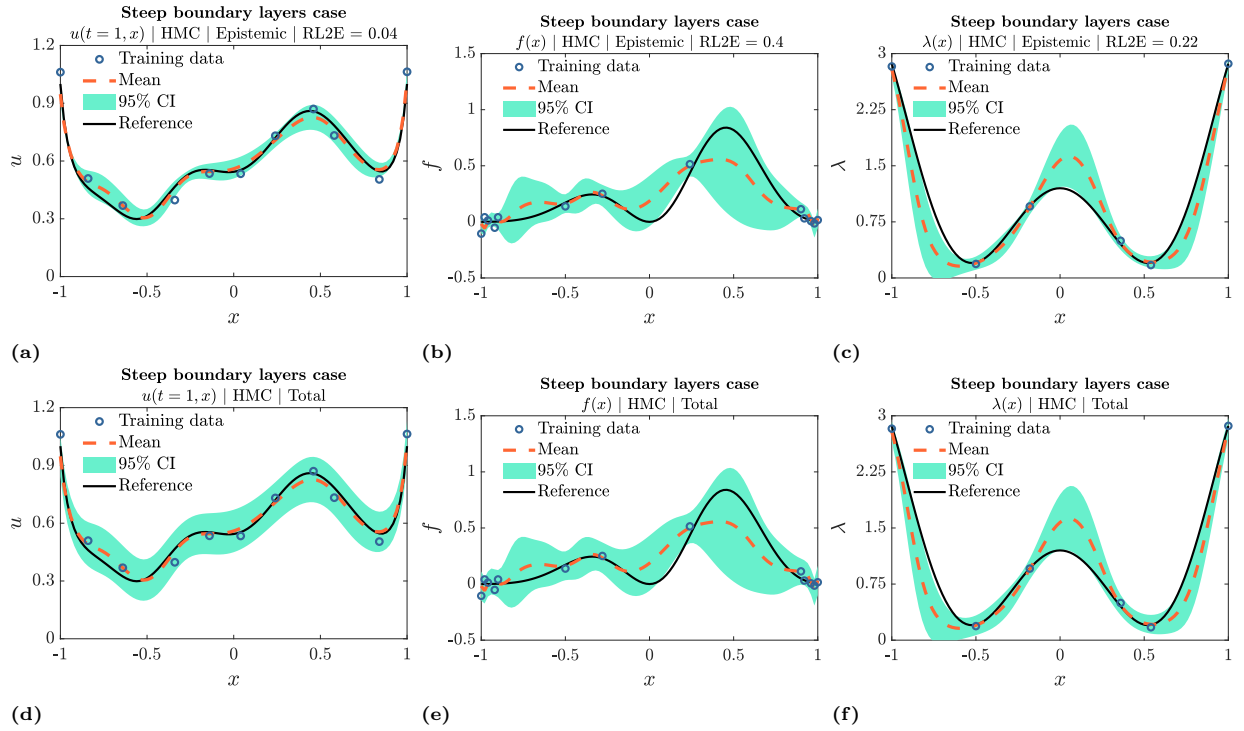 Steep boundary layers case
u(t = 1, x) | HMC | Epistemic | RL2E = 0.04
1.2
0.9
0.6
0.3
0
u
Training data
Mean
95% CI
Reference
-1
-0.5
0
0.5
1
x
(a)
Steep boundary layers case
f(x) | HMC | Epistemic | RL2E = 0.4
1.5
1
0.5
0
-0.5
f
Training data
Mean
95% CI
Reference
-1
-0.5
0
0.5
1
x
(b)
Steep boundary layers case
λ(x) | HMC | Epistemic | RL2E = 0.22
3
2.25
1.5
0.75
0
λ
Training data
Mean
95% CI
Reference
-1
-0.5
0
0.5
1
x
(c)
Steep boundary layers case
u(t = 1, x) | HMC | Total
1.2
0.9
0.6
0.3
0
u
Training data
Mean
95% CI
Reference
-1
-0.5
0
0.5
1
x
(d)
Steep boundary layers case
f(x) | HMC | Total
1.5
1
0.5
0
-0.5
f
Training data
Mean
95% CI
Reference
-1
-0.5
0
0.5
1
x
(e)
Steep boundary layers case
λ(x) | HMC | Total
3
2.25
1.5
0.75
0
λ
Training data
Mean
95% CI
Reference
-1
-0.5
0
0.5
1
x
(f)